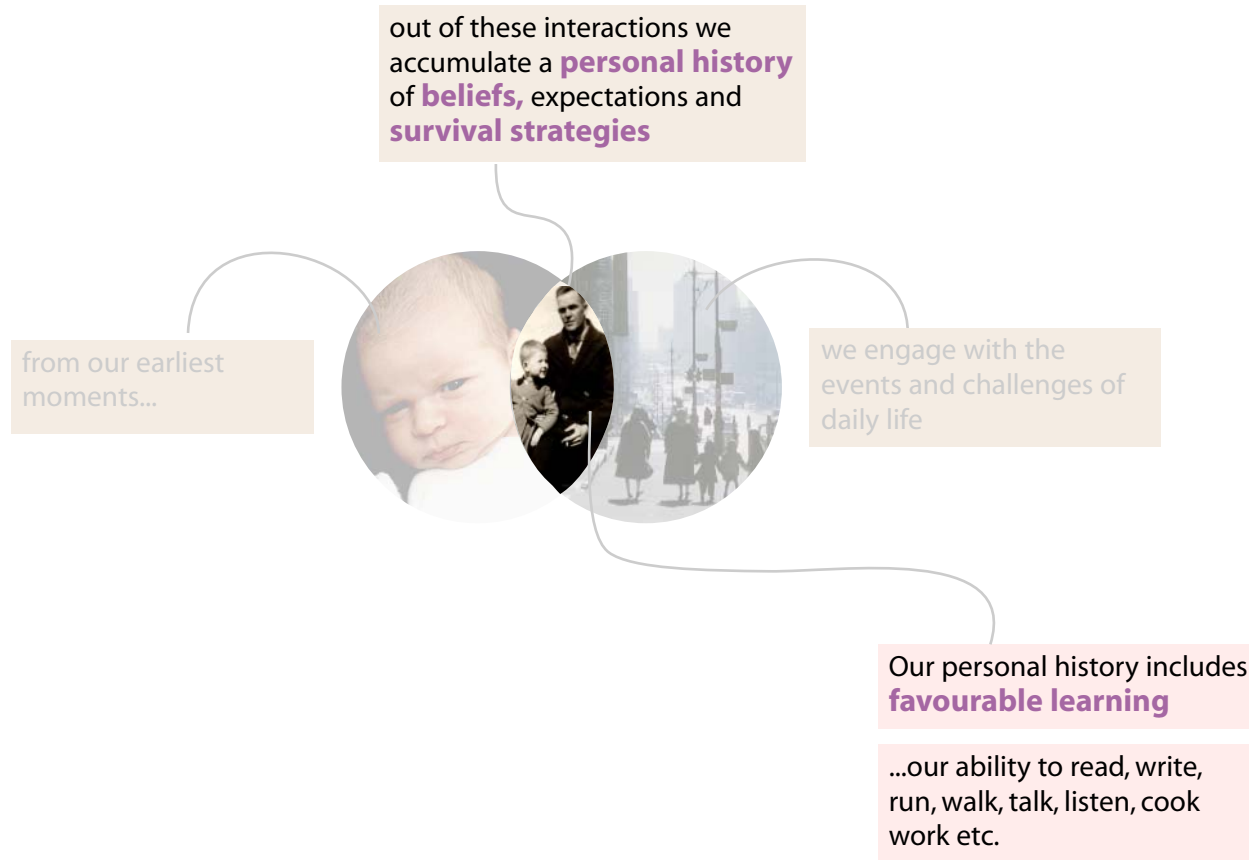 out of these interactions we
accumulate a personal history
of beliefs, expectations and
survival strategies
from our earliest
moments...
we engage with the
events and challenges of
daily life
Our personal history includes
favourable learning
...our ability to read, write,
run, walk, talk, listen, cook
work etc.